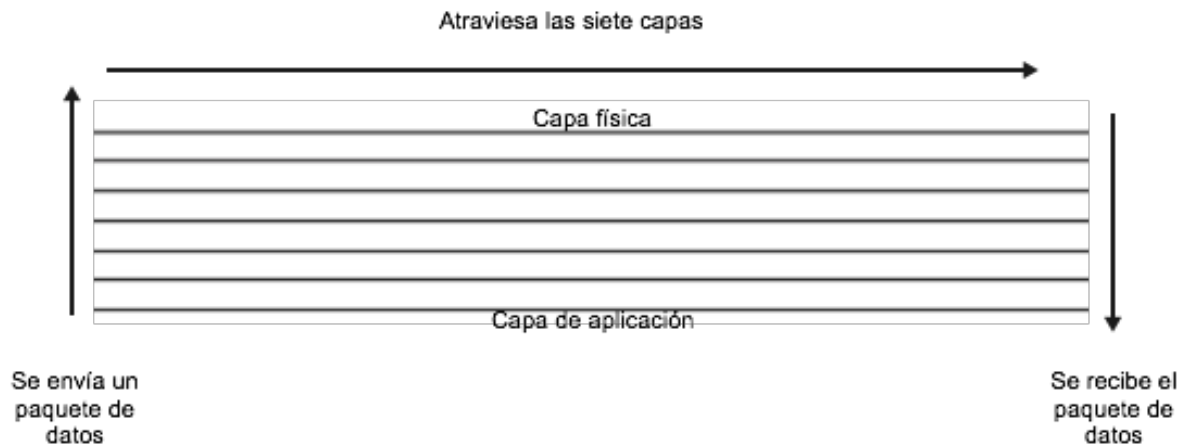 Atraviesa las siete capas
Capa física
Capa de aplicación
Se envía un
paquete de
datos
Se recibe el
paquete de
datos